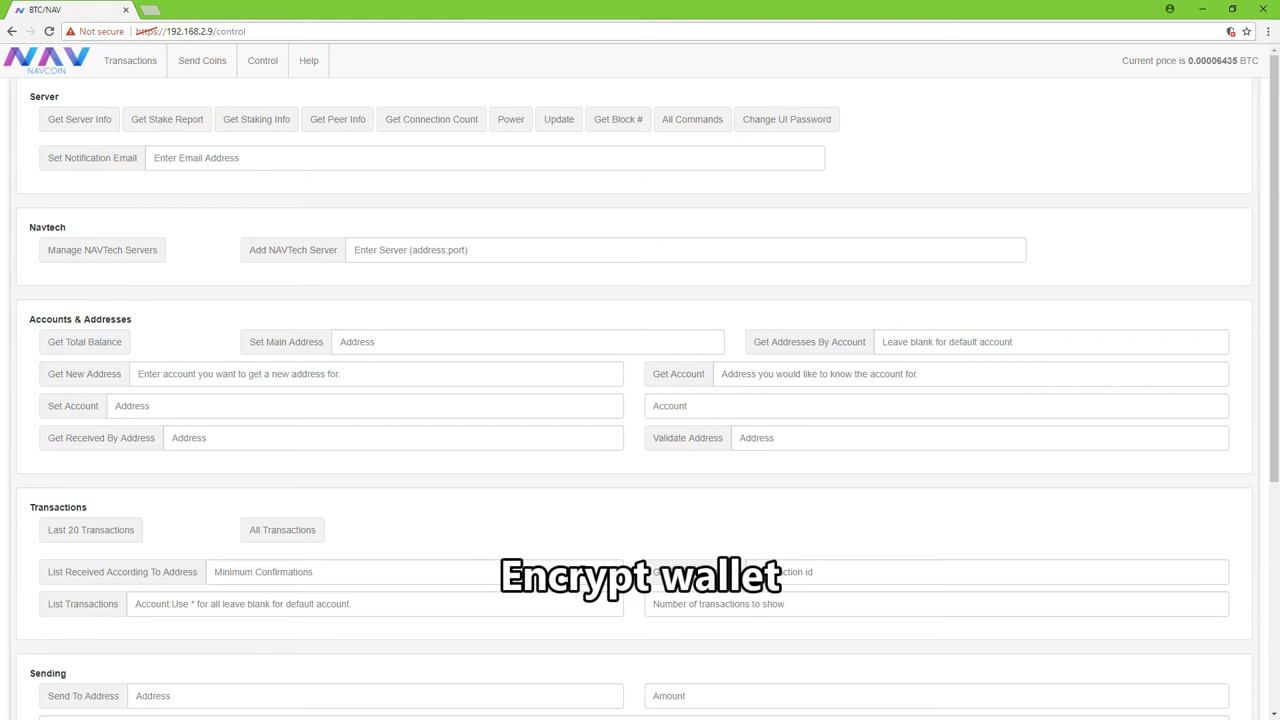 BTC/NAV
Not secure https://192.168.2.9/control
NAV
NAVCOIN
Transactions Send Coins Control Help Current price is 0.00006435 BTC
Server
Get Server Info Get Stake Report Get Staking Info Get Peer Info Get Connection Count Power Update Get Block # All Commands Change UI Password
Set Notification Email Enter Email Address
Navtech
Manage NAVTech Servers Add NAVTech Server Enter Server (address:port)
Accounts & Addresses
Get Total Balance Set Main Address Address Get Addresses By Account Leave blank for default account
Get New Address Enter account you want to get a new address for. Get Account Address you would like to know the account for.
Set Account Address Account
Get Received By Address Address Validate Address Address
Transactions
Last 20 Transactions All Transactions
List Received According To Address Minimum Confirmations id
Encrypt wallet
List Transactions Account:Use * for all leave blank for default account. Number of transactions to show
Sending
Send To Address Address Amount